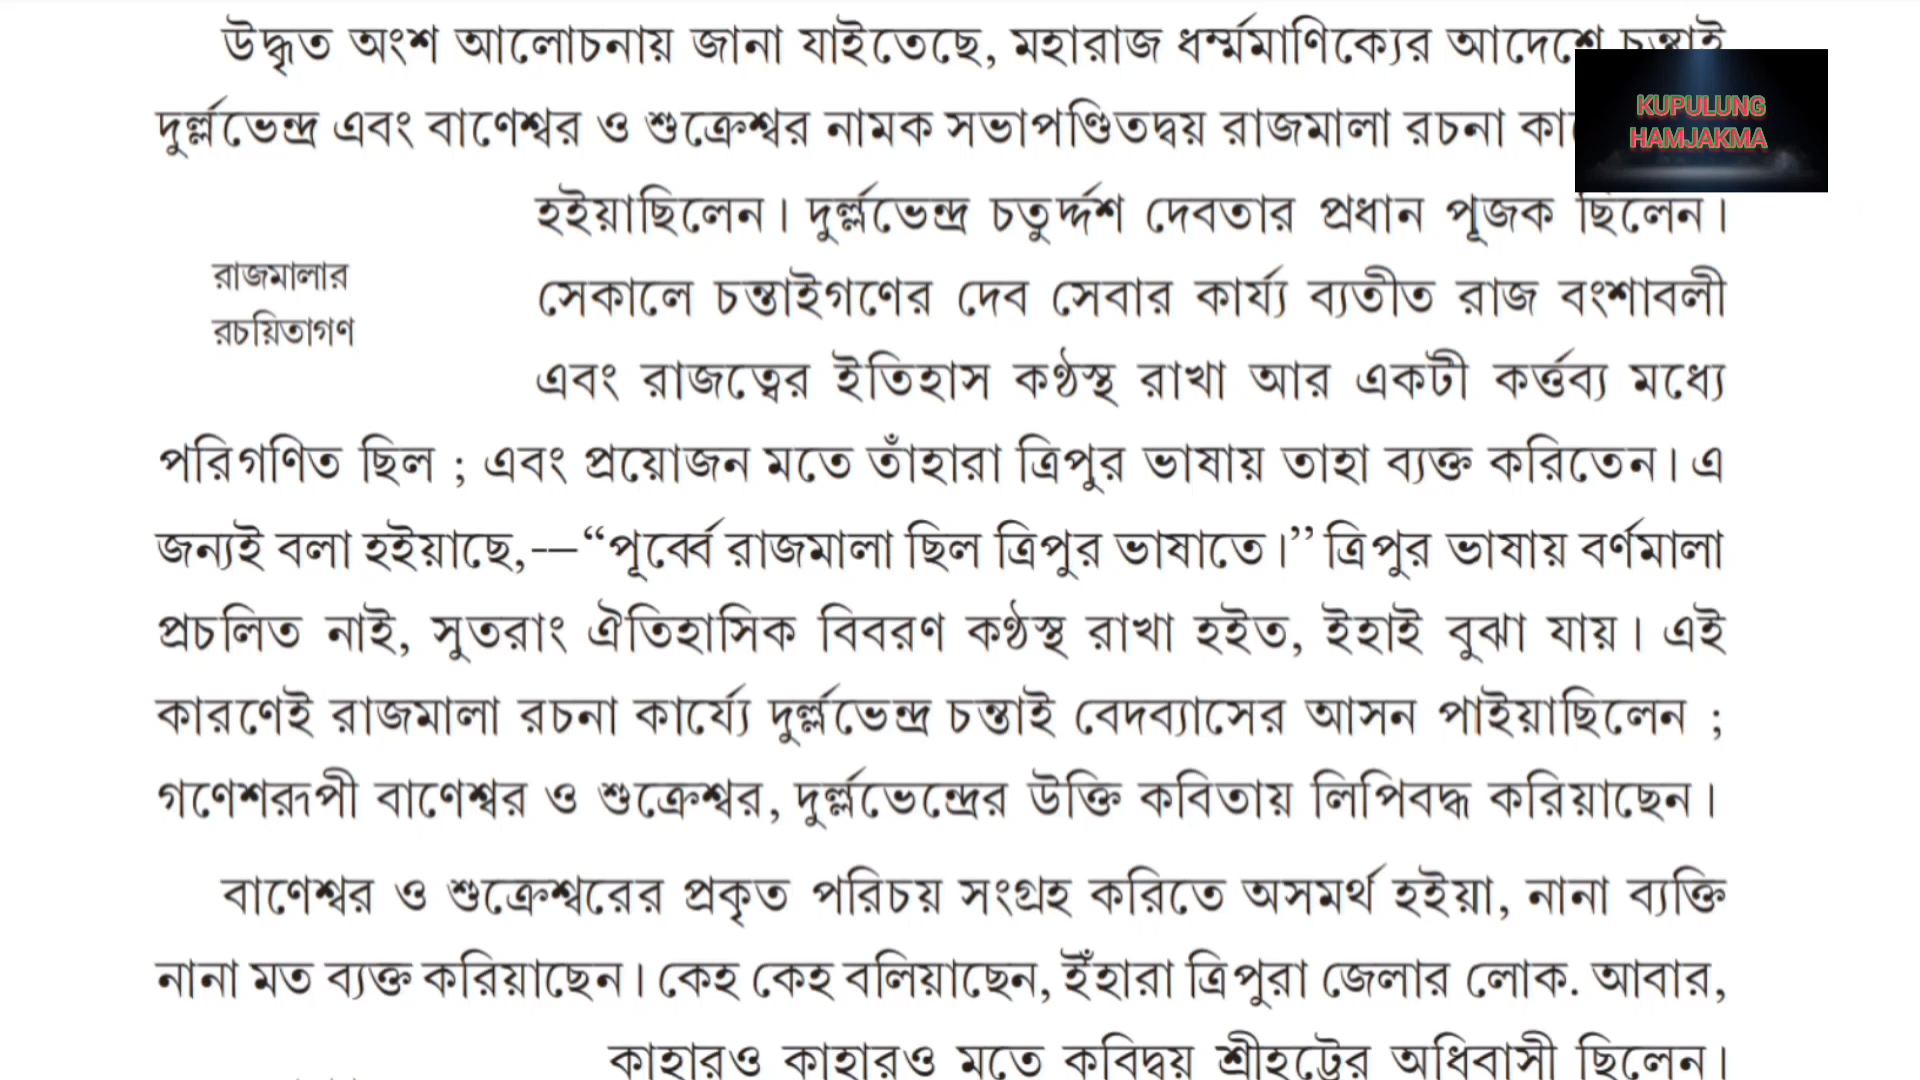 উদ্ধৃত অংশ আলোচনায় জানা যাইতেছে, মহারাজ ধর্ম্মমাণিক্যের আদেশে চন্তাই
দুর্ল্লভেন্দ্র এবং বাণেশ্বর ও শুক্রেশ্বর নামক সভাপণ্ডিতদ্বয় রাজমালা রচনা
KUPULUNG
HAMJAKMA
হইয়াছিলেন। দুর্ল্লভেন্দ্র চতুর্দ্দশ দেবতার প্রধান পূজক ছিলেন।
রাজমালার
রচয়িতাগণ
সেকালে চন্তাইগণের দেব সেবার কার্য্য ব্যতীত রাজ বংশাবলী
এবং রাজত্বের ইতিহাস কণ্ঠস্থ রাখা আর একটী কর্ত্তব্য মধ্যে
পরিগণিত ছিল ; এবং প্রয়োজন মতে তাঁহারা ত্রিপুর ভাষায় তাহা ব্যক্ত করিতেন। এ
জন্যই বলা হইয়াছে,—“পূর্ব্বে রাজমালা ছিল ত্রিপুর ভাষাতে।” ত্রিপুর ভাষায় বর্ণমালা
প্রচলিত নাই, সুতরাং ঐতিহাসিক বিবরণ কণ্ঠস্থ রাখা হইত, ইহাই বুঝা যায়। এই
কারণেই রাজমালা রচনা কার্য্যে দুর্ল্লভেন্দ্র চন্তাই বেদব্যাসের আসন পাইয়াছিলেন ;
গণেশরূপী বাণেশ্বর ও শুক্রেশ্বর, দুর্ল্লভেন্দ্রের উক্তি কবিতায় লিপিবদ্ধ করিয়াছেন।
বাণেশ্বর ও শুক্রেশ্বরের প্রকৃত পরিচয় সংগ্রহ করিতে অসমর্থ হইয়া, নানা ব্যক্তি
নানা মত ব্যক্ত করিয়াছেন। কেহ কেহ বলিয়াছেন, ইঁহারা ত্রিপুরা জেলার লোক. আবার,
কাহারও কাহারও মতে কবিদ্বয় শ্রীহট্টের অধিবাসী ছিলেন।